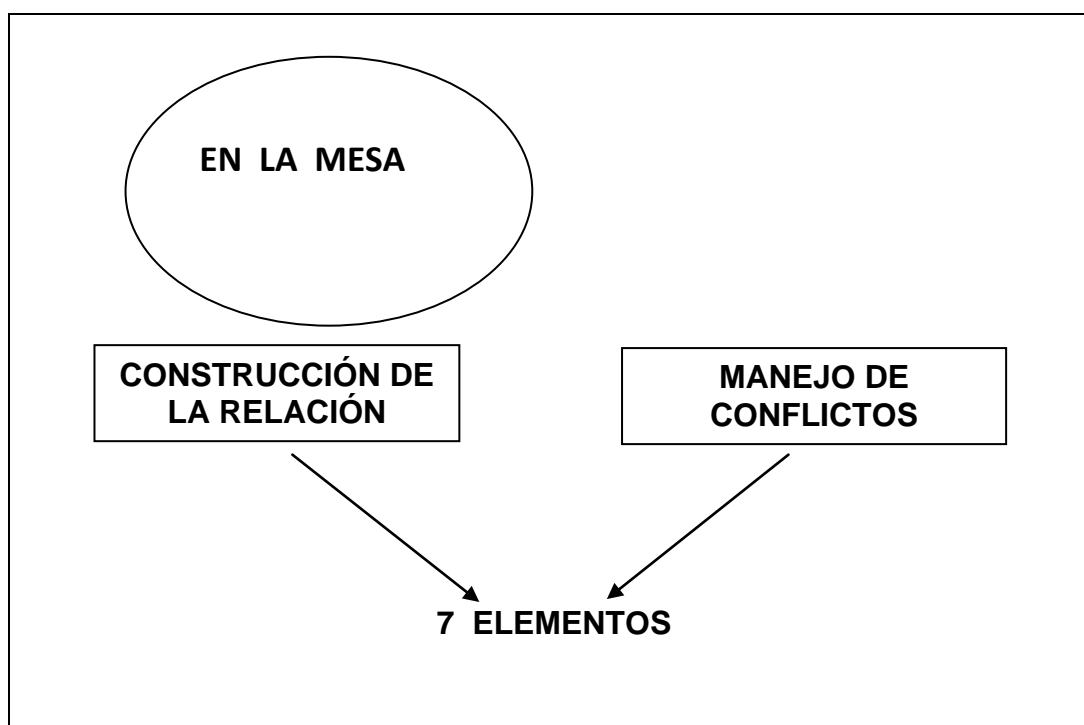 EN LA MESA
CONSTRUCCIÓN DE
LA RELACIÓN
MANEJO DE
CONFLICTOS
7 ELEMENTOS